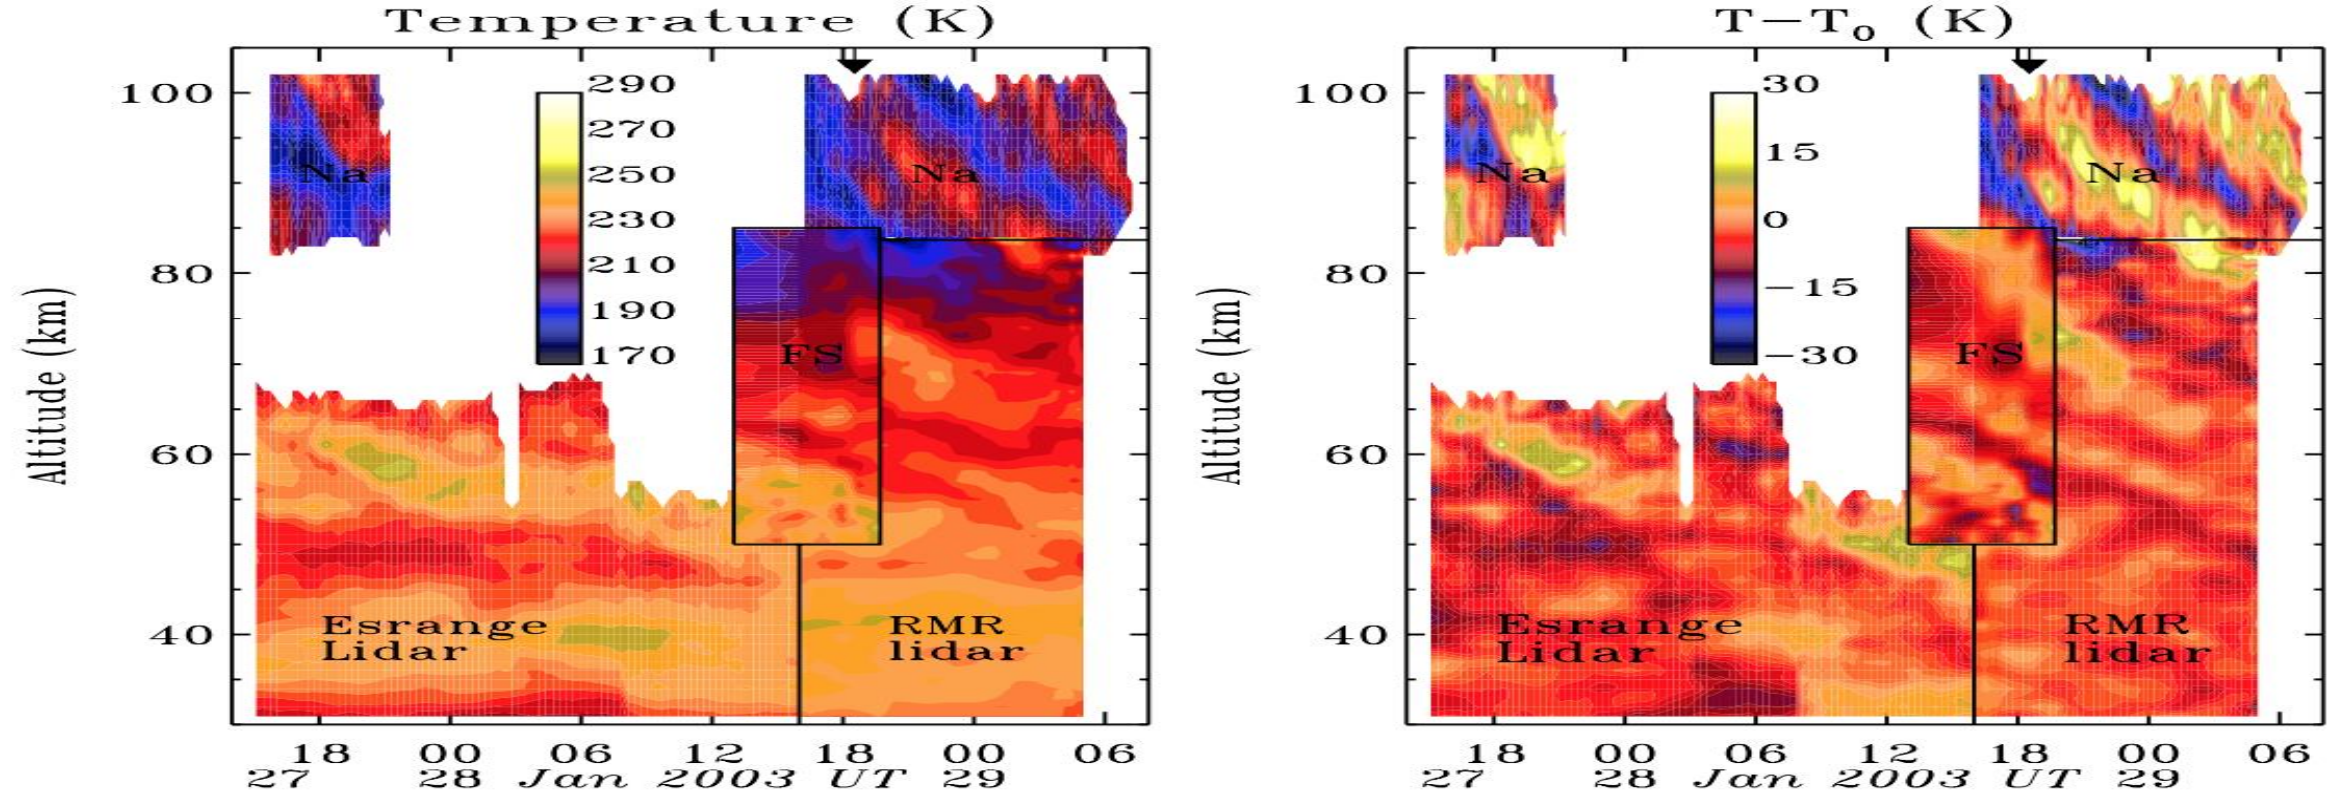 Temperature (K)
Altitude (km)
100
80
60
40
290
270
250
230
210
190
170
Na
Na
FS
Esrange
Lidar
RMR
lidar
18 00 06 12 18 00 06
27 28 Jan 2003 UT 29
T-T₀ (K)
Altitude (km)
100
80
60
40
30
15
0
-15
-30
Na
Na
FS
Esrange
Lidar
RMR
lidar
18 00 06 12 18 00 06
27 28 Jan 2003 UT 29